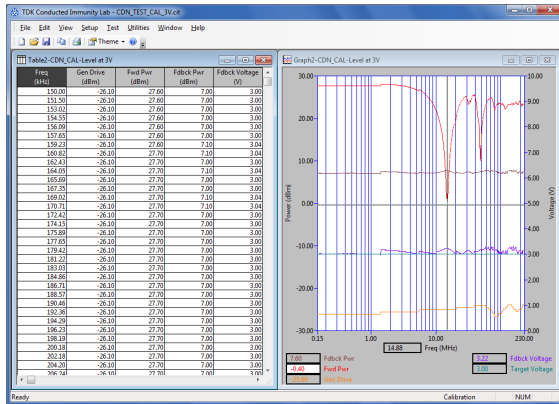 TDK Conducted Immunity Lab - CDN_TEST_CAL_3V.cit
File Edit View Setup Test Utilities Window Help
Theme
Table2-CDN_CAL-Level at 3V
Freq (kHz) Gen Drive (dBm) Fwd Pwr (dBm) Fdbck Pwr (dBm) Fdbck Voltage (V)
150.00 -26.10 27.60 7.00 3.00
151.50 -26.10 27.60 7.00 3.00
153.02 -26.10 27.60 7.00 3.00
154.55 -26.10 27.60 7.00 3.00
156.09 -26.10 27.60 7.00 3.00
157.65 -26.10 27.60 7.00 3.00
159.23 -26.10 27.60 7.10 3.04
160.82 -26.10 27.70 7.10 3.04
162.43 -26.10 27.70 7.00 3.00
164.05 -26.10 27.70 7.10 3.04
165.69 -26.10 27.70 7.00 3.00
167.35 -26.10 27.70 7.00 3.00
169.02 -26.10 27.70 7.10 3.04
170.71 -26.10 27.70 7.10 3.04
172.42 -26.10 27.70 7.00 3.00
174.15 -26.10 27.70 7.00 3.00
175.89 -26.10 27.70 7.00 3.00
177.65 -26.10 27.70 7.00 3.00
179.42 -26.10 27.70 7.00 3.00
181.22 -26.10 27.70 7.00 3.00
183.03 -26.10 27.70 7.00 3.00
184.86 -26.10 27.70 7.00 3.00
186.71 -26.10 27.70 7.00 3.00
188.57 -26.10 27.70 7.00 3.00
190.46 -26.10 27.70 7.00 3.00
192.36 -26.10 27.70 7.00 3.00
194.29 -26.10 27.70 7.00 3.00
196.23 -26.10 27.70 7.00 3.00
198.19 -26.10 27.70 7.00 3.00
200.18 -26.10 27.70 7.00 3.00
202.18 -26.10 27.70 7.00 3.00
204.20 -26.10 27.70 7.00 3.00
206.24 -26.10 27.70 7.00 3.00
Graph2-CDN_CAL-Level at 3V
30.00 10.00
9.00
20.00 8.00
7.00
10.00 6.00
Power (dBm)
-0.00 5.00
Voltage (V)
4.00
-10.00 3.00
2.00
-20.00
1.00
-30.00 0.00
0.15 1.00 10.00 230.00
14.88 Freq (MHz)
7.60 Fdbck Pwr 3.22 Fdbck Voltage
-0.40 Fwd Pwr 3.00 Target Voltage
Gen Drive
Ready Calibration NUM